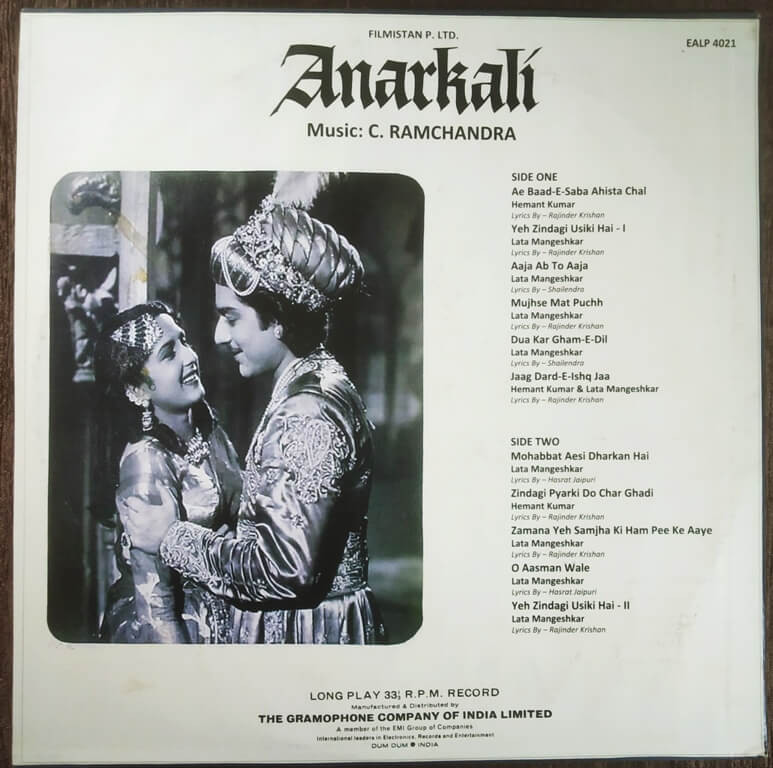 FILMISTAN P. LTD.
EALP 4021
Anarkali
Music: C. RAMCHANDRA
SIDE ONE
Ae Baad-E-Saba Ahista Chal
Hemant Kumar
Lyrics By – Rajinder Krishan
Yeh Zindagi Usiki Hai - I
Lata Mangeshkar
Lyrics By – Rajinder Krishan
Aaja Ab To Aaja
Lata Mangeshkar
Lyrics By – Shailendra
Mujhse Mat Puchh
Lata Mangeshkar
Lyrics By – Rajinder Krishan
Dua Kar Gham-E-Dil
Lata Mangeshkar
Lyrics By – Shailendra
Jaag Dard-E-Ishq Jaa
Hemant Kumar & Lata Mangeshkar
Lyrics By – Rajinder Krishan
SIDE TWO
Mohabbat Aesi Dharkan Hai
Lata Mangeshkar
Lyrics By – Hasrat Jaipuri
Zindagi Pyarki Do Char Ghadi
Hemant Kumar
Lyrics By – Rajinder Krishan
Zamana Yeh Samjha Ki Ham Pee Ke Aaye
Lata Mangeshkar
Lyrics By – Rajinder Krishan
O Aasman Wale
Lata Mangeshkar
Lyrics By – Hasrat Jaipuri
Yeh Zindagi Usiki Hai - II
Lata Mangeshkar
Lyrics By – Rajinder Krishan
LONG PLAY 33⅓ R.P.M. RECORD
Manufactured & Distributed by
THE GRAMOPHONE COMPANY OF INDIA LIMITED
A member of the EMI Group of Companies
International leaders in Electronics, Records and Entertainment
DUM DUM ● INDIA